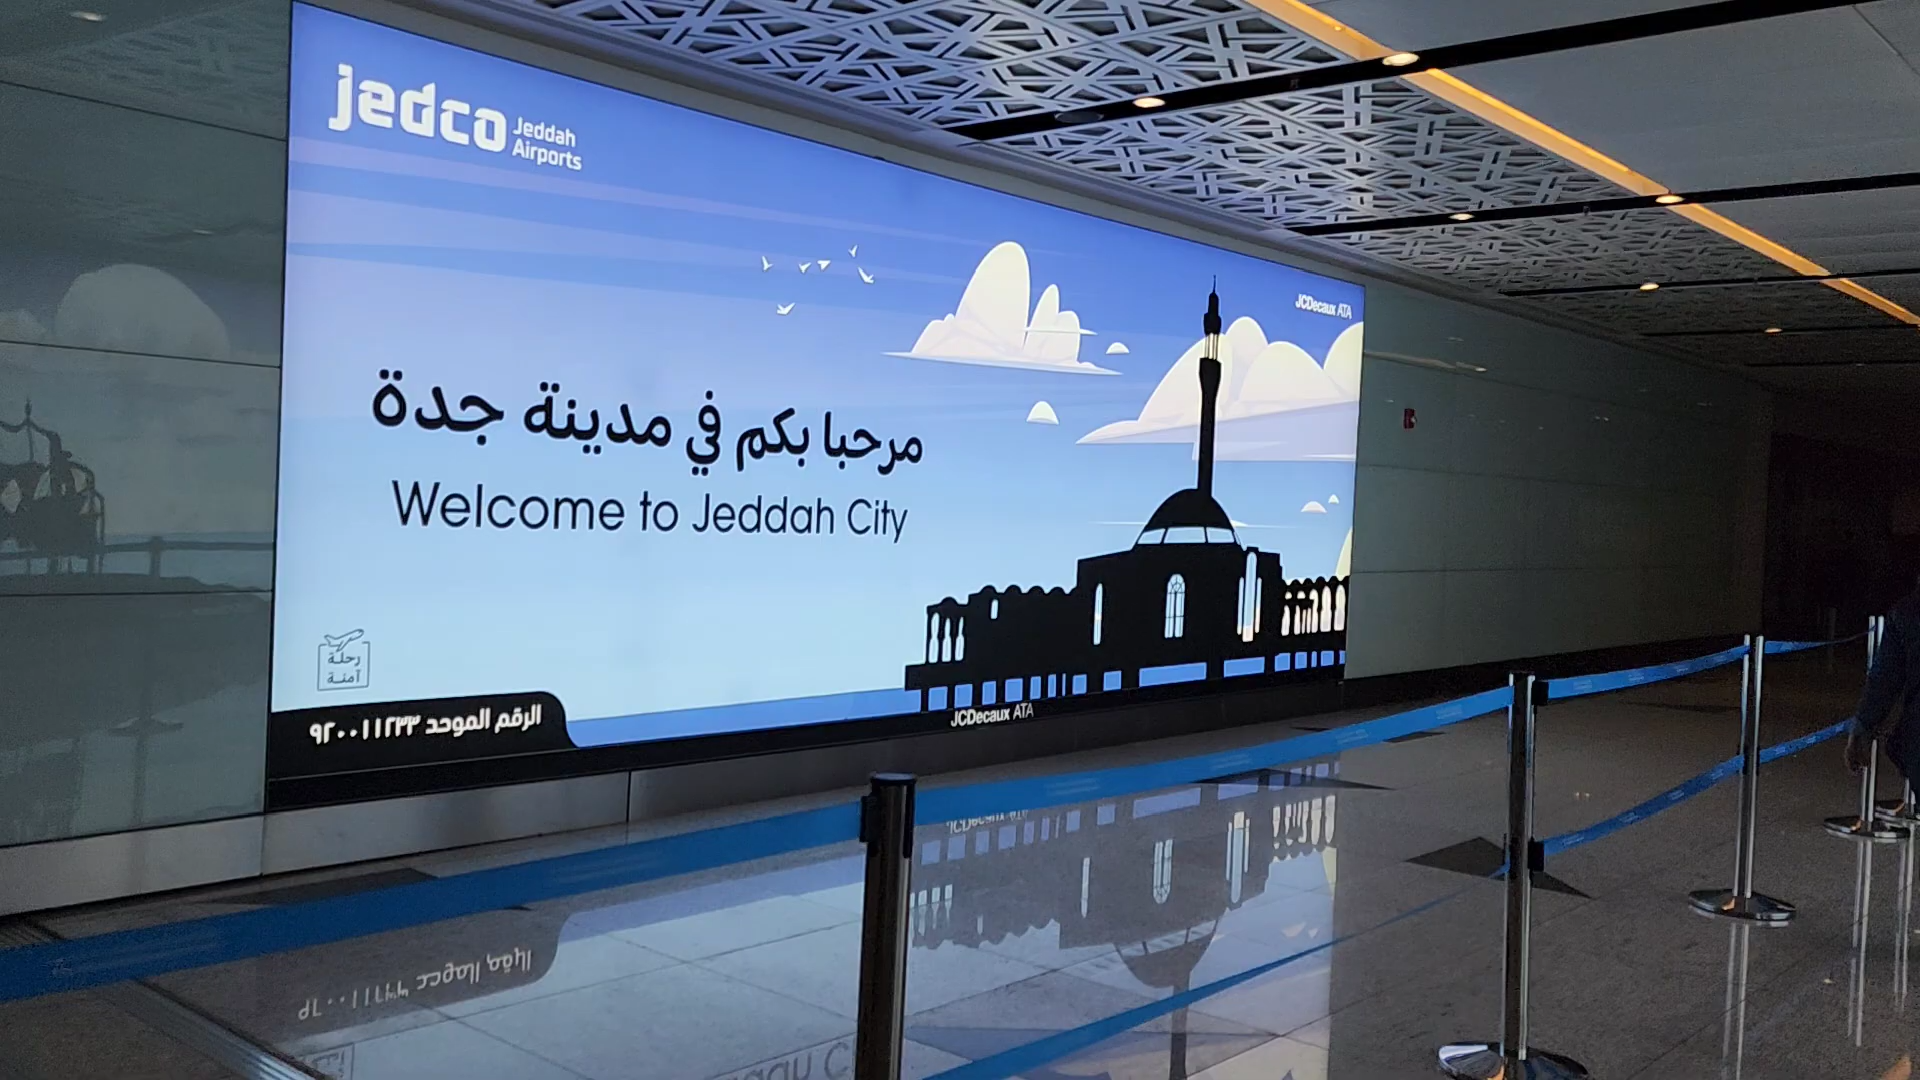 jedco Jeddah
Airports
JCDecaux ATA
مرحبا بكم في مدينة جدة
Welcome to Jeddah City
رحلة
آمنة
الرقم الموحد ٩٢٠٠١١٢٣٣
JCDecaux ATA